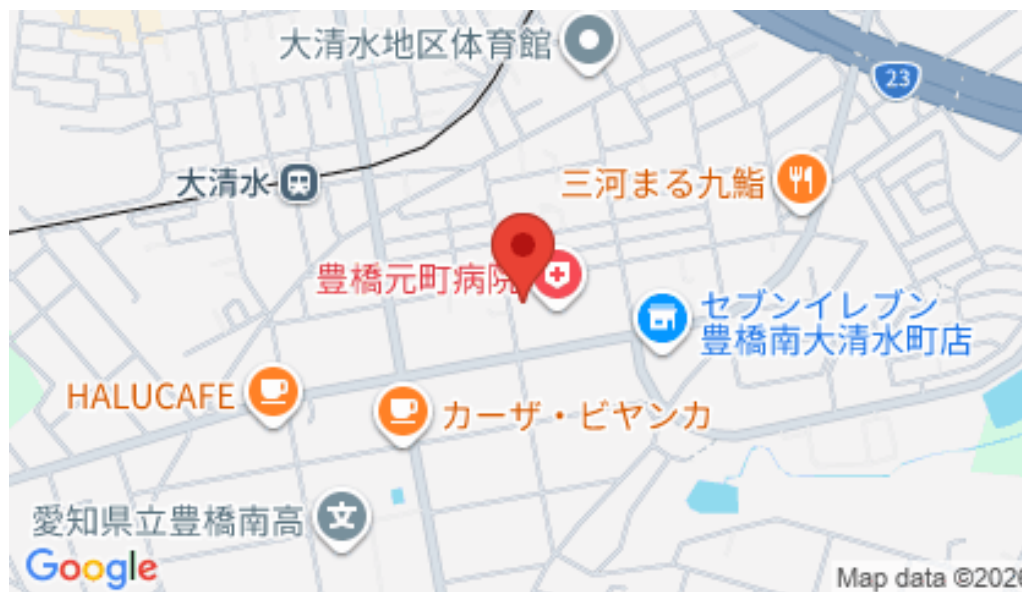 大清水地区体育館
23
大清水
三河まる九鮨
豊橋元町病院
セブンイレブン
豊橋南大清水町店
HALUCAFE
カーザ・ビヤンカ
愛知県立豊橋南高
Google
Map data ©2026